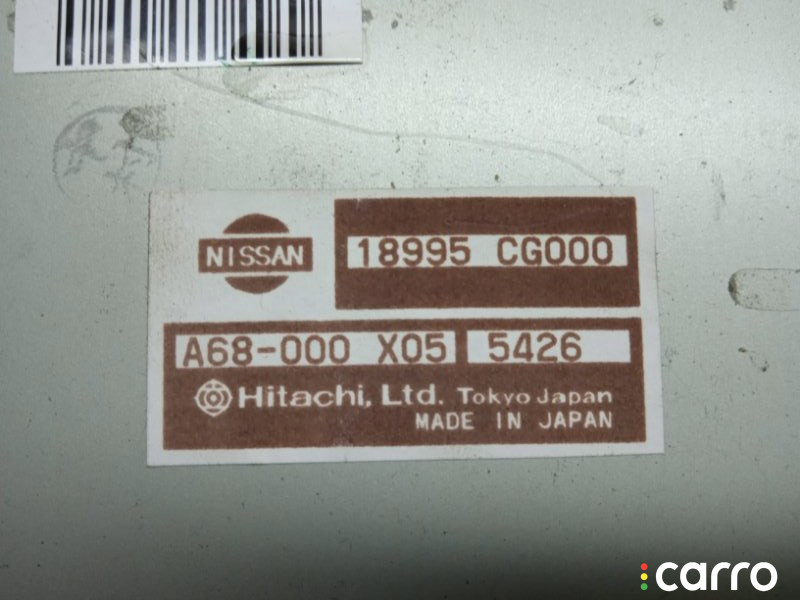 NISSAN
18995 CG000
A68-000 X05 5426
Hitachi, Ltd. Tokyo Japan
MADE IN JAPAN
carro